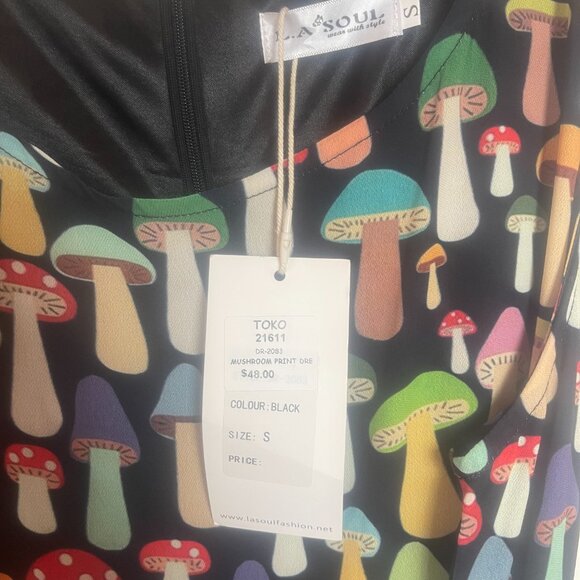 L.A SOUL
wear with style
S
TOKO
21611
DR-2083
MUSHROOM PRINT DRE
$48.00
COLOUR: BLACK
SIZE: S
PRICE:
www.lasoulfashion.net